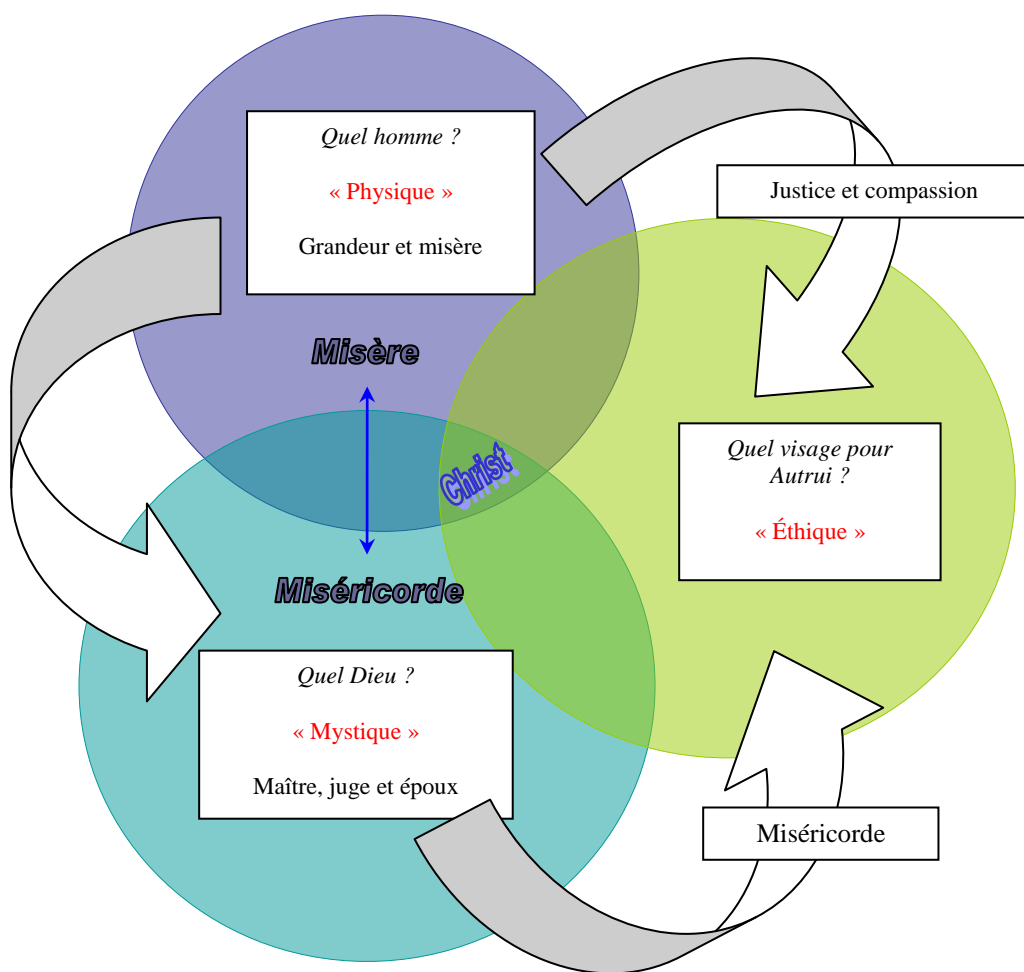 Quel homme ?
« Physique »
Grandeur et misère
Justice et compassion
Misère
Quel visage pour
Autrui ?
« Éthique »
Christ
Miséricorde
Quel Dieu ?
« Mystique »
Maître, juge et époux
Miséricorde